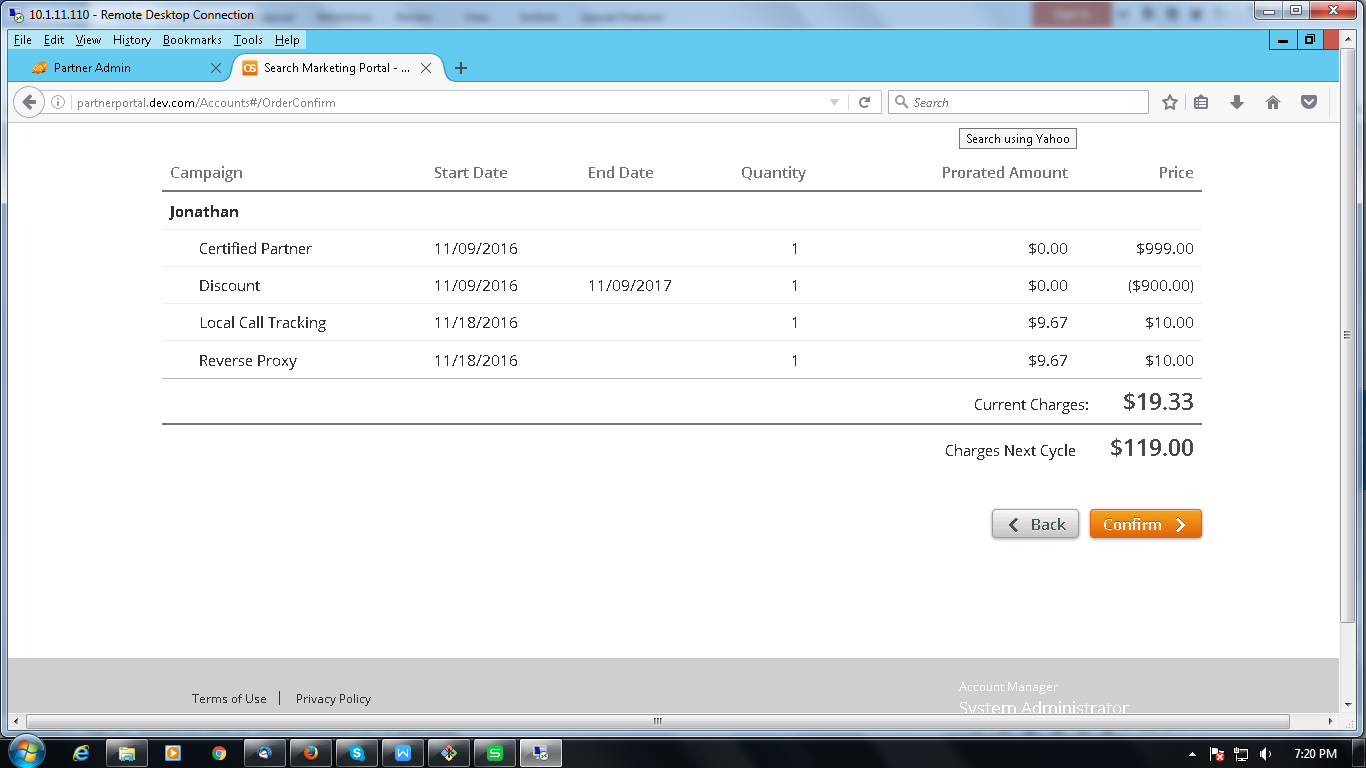 10.1.11.110 - Remote Desktop Connection
File Edit View History Bookmarks Tools Help
Partner Admin
Search Marketing Portal - ...
partnerportal.dev.com/Accounts#/OrderConfirm
Search
Search using Yahoo
Campaign Start Date End Date Quantity Prorated Amount Price
Jonathan
Certified Partner 11/09/2016 1 $0.00 $999.00
Discount 11/09/2016 11/09/2017 1 $0.00 ($900.00)
Local Call Tracking 11/18/2016 1 $9.67 $10.00
Reverse Proxy 11/18/2016 1 $9.67 $10.00
Current Charges: $19.33
Charges Next Cycle $119.00
Back Confirm
Terms of Use | Privacy Policy
Account Manager
System Administrator
7:20 PM